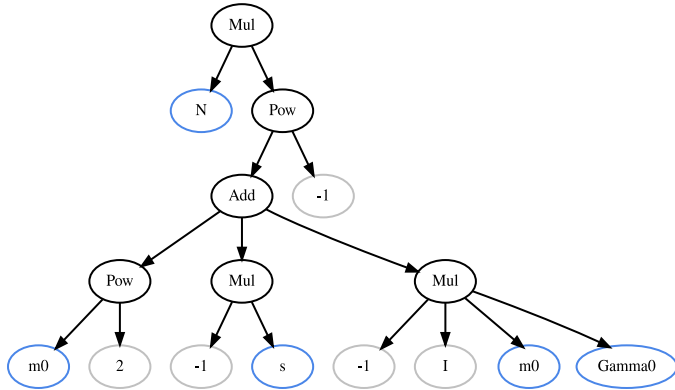 Mul
N Pow
Add -1
Pow Mul Mul
m0 2 -1 s -1 I m0 Gamma0